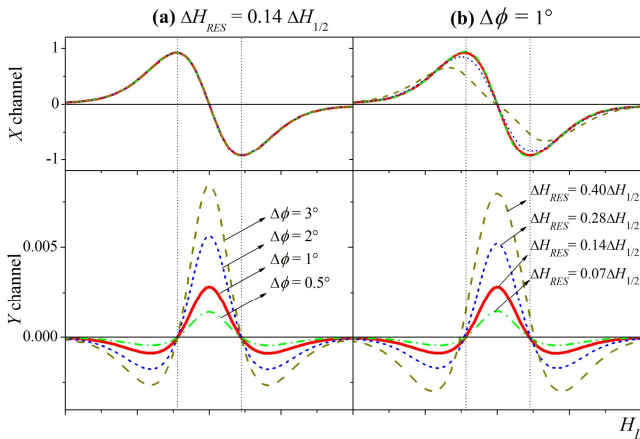 (a) ΔH_RES = 0.14 ΔH_1/2
(b) Δϕ = 1°
X channel
1
0
-1
Y channel
0.005
0.000
Δϕ = 3°
Δϕ = 2°
Δϕ = 1°
Δϕ = 0.5°
ΔH_RES = 0.40ΔH_1/2
ΔH_RES = 0.28ΔH_1/2
ΔH_RES = 0.14ΔH_1/2
ΔH_RES = 0.07ΔH_1/2